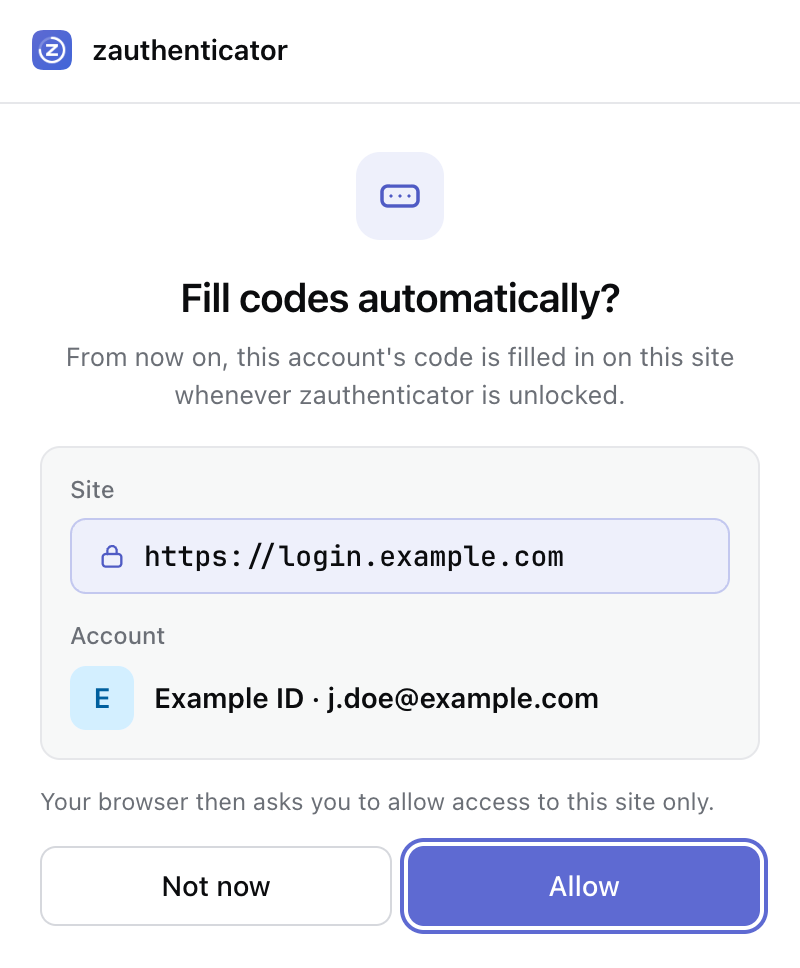 zauthenticator
Fill codes automatically?
From now on, this account's code is filled in on this site
whenever zauthenticator is unlocked.
Site
https://login.example.com
Account
E
Example ID · j.doe@example.com
Your browser then asks you to allow access to this site only.
Not now
Allow